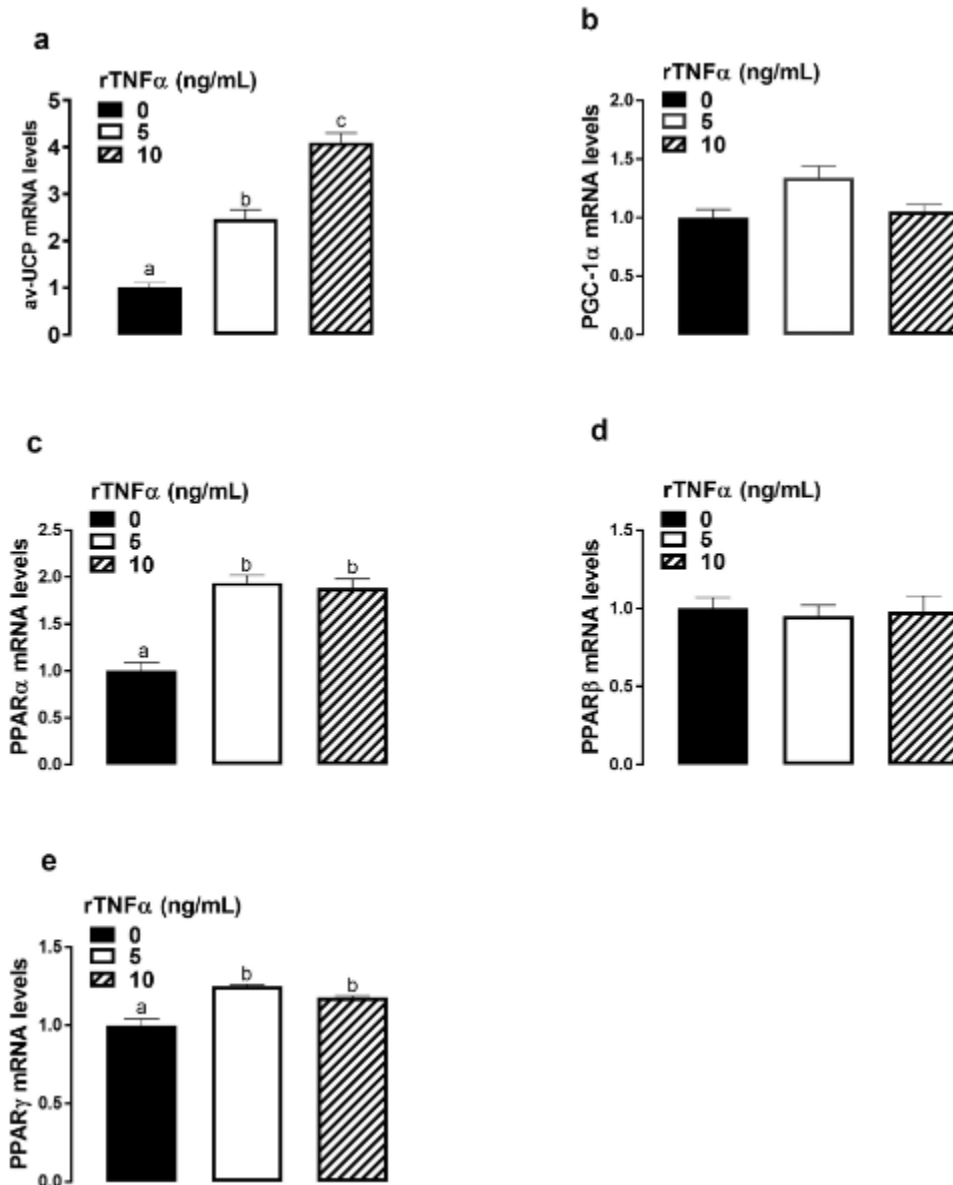 a
rTNFα (ng/mL)
0
5
10
av-UCP mRNA levels
5
4
3
2
1
0
a
b
c
b
rTNFα (ng/mL)
0
5
10
PGC-1α mRNA levels
2.0
1.5
1.0
0.5
0.0
c
rTNFα (ng/mL)
0
5
10
PPARα mRNA levels
2.5
2.0
1.5
1.0
0.5
0.0
a
b
b
d
rTNFα (ng/mL)
0
5
10
PPARβ mRNA levels
1.5
1.0
0.5
0.0
e
rTNFα (ng/mL)
0
5
10
PPARγ mRNA levels
1.5
1.0
0.5
0.0
a
b
b